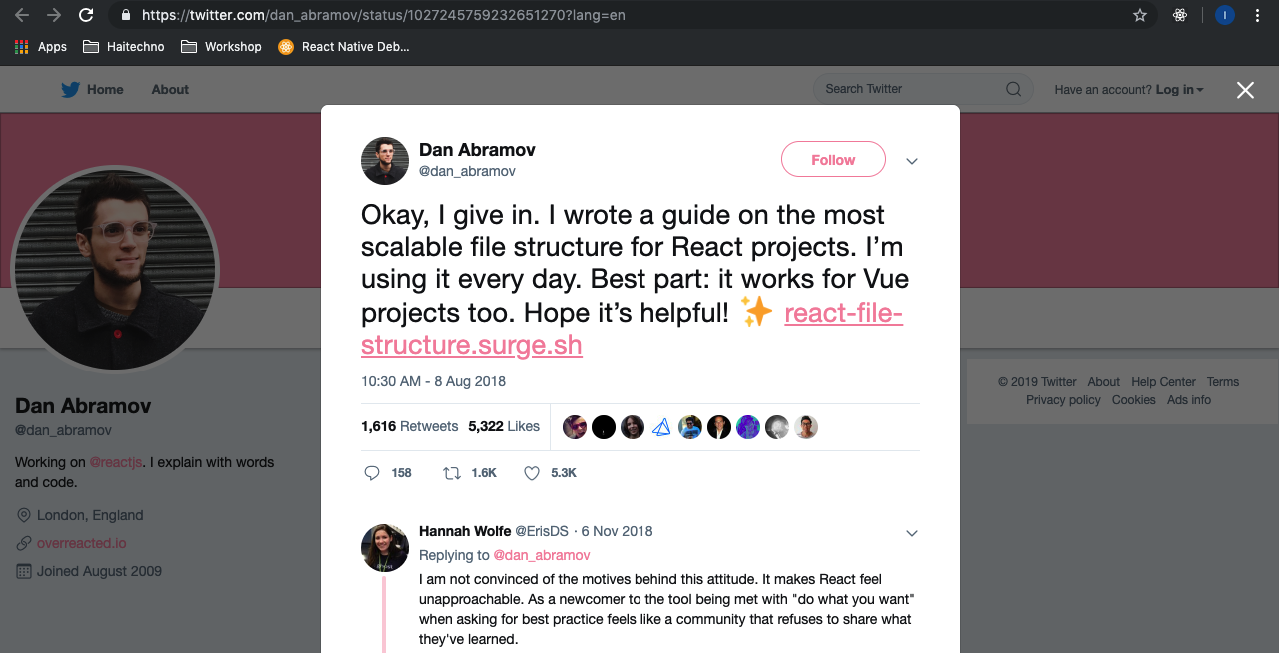 https://twitter.com/dan_abramov/status/1027245759232651270?lang=en
I
Apps Haitechno Workshop React Native Deb...
Home About Search Twitter Have an account? Log in
Dan Abramov
@dan_abramov
Follow
Okay, I give in. I wrote a guide on the most
scalable file structure for React projects. I’m
using it every day. Best part: it works for Vue
projects too. Hope it’s helpful! ✨ react-file-
structure.surge.sh
10:30 AM - 8 Aug 2018
1,616 Retweets 5,322 Likes
158 1.6K 5.3K
Hannah Wolfe @ErisDS · 6 Nov 2018
Replying to @dan_abramov
I am not convinced of the motives behind this attitude. It makes React feel
unapproachable. As a newcomer to the tool being met with "do what you want"
when asking for best practice feels like a community that refuses to share what
they've learned.
Dan Abramov
@dan_abramov
Working on @reactjs. I explain with words
and code.
London, England
overreacted.io
Joined August 2009
© 2019 Twitter About Help Center Terms
Privacy policy Cookies Ads info